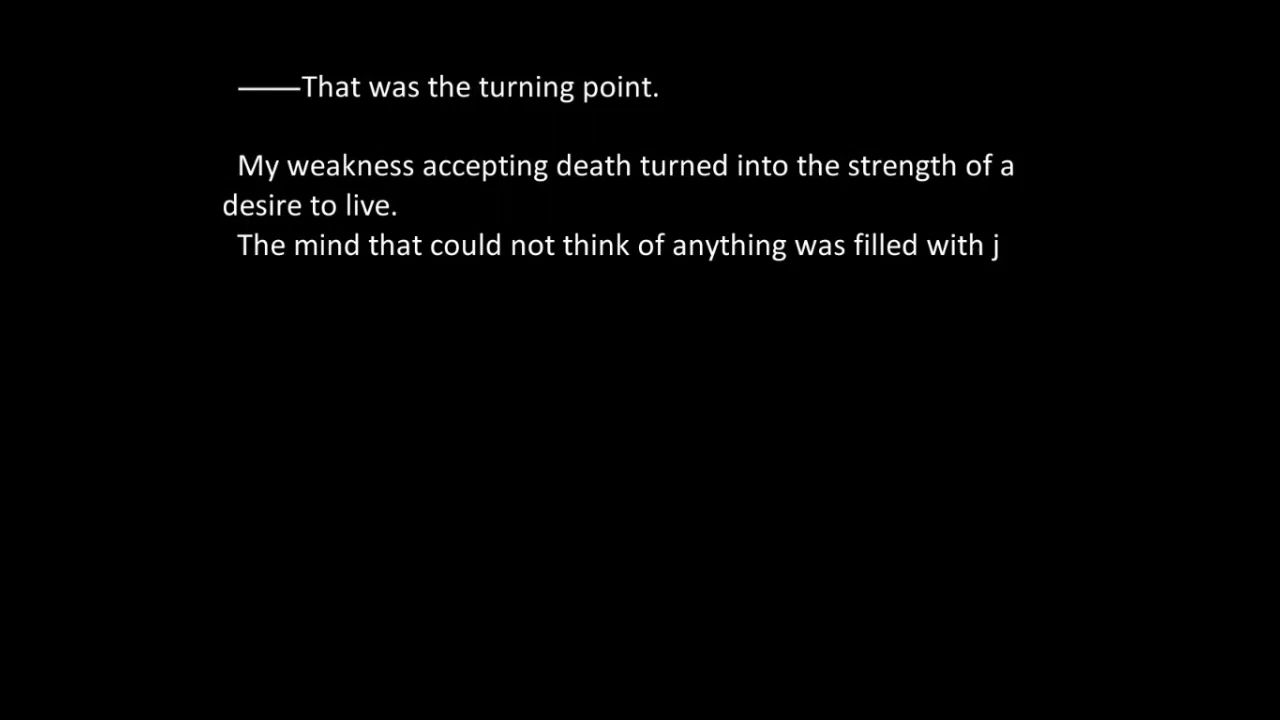 ——That was the turning point.
My weakness accepting death turned into the strength of a
desire to live.
The mind that could not think of anything was filled with j